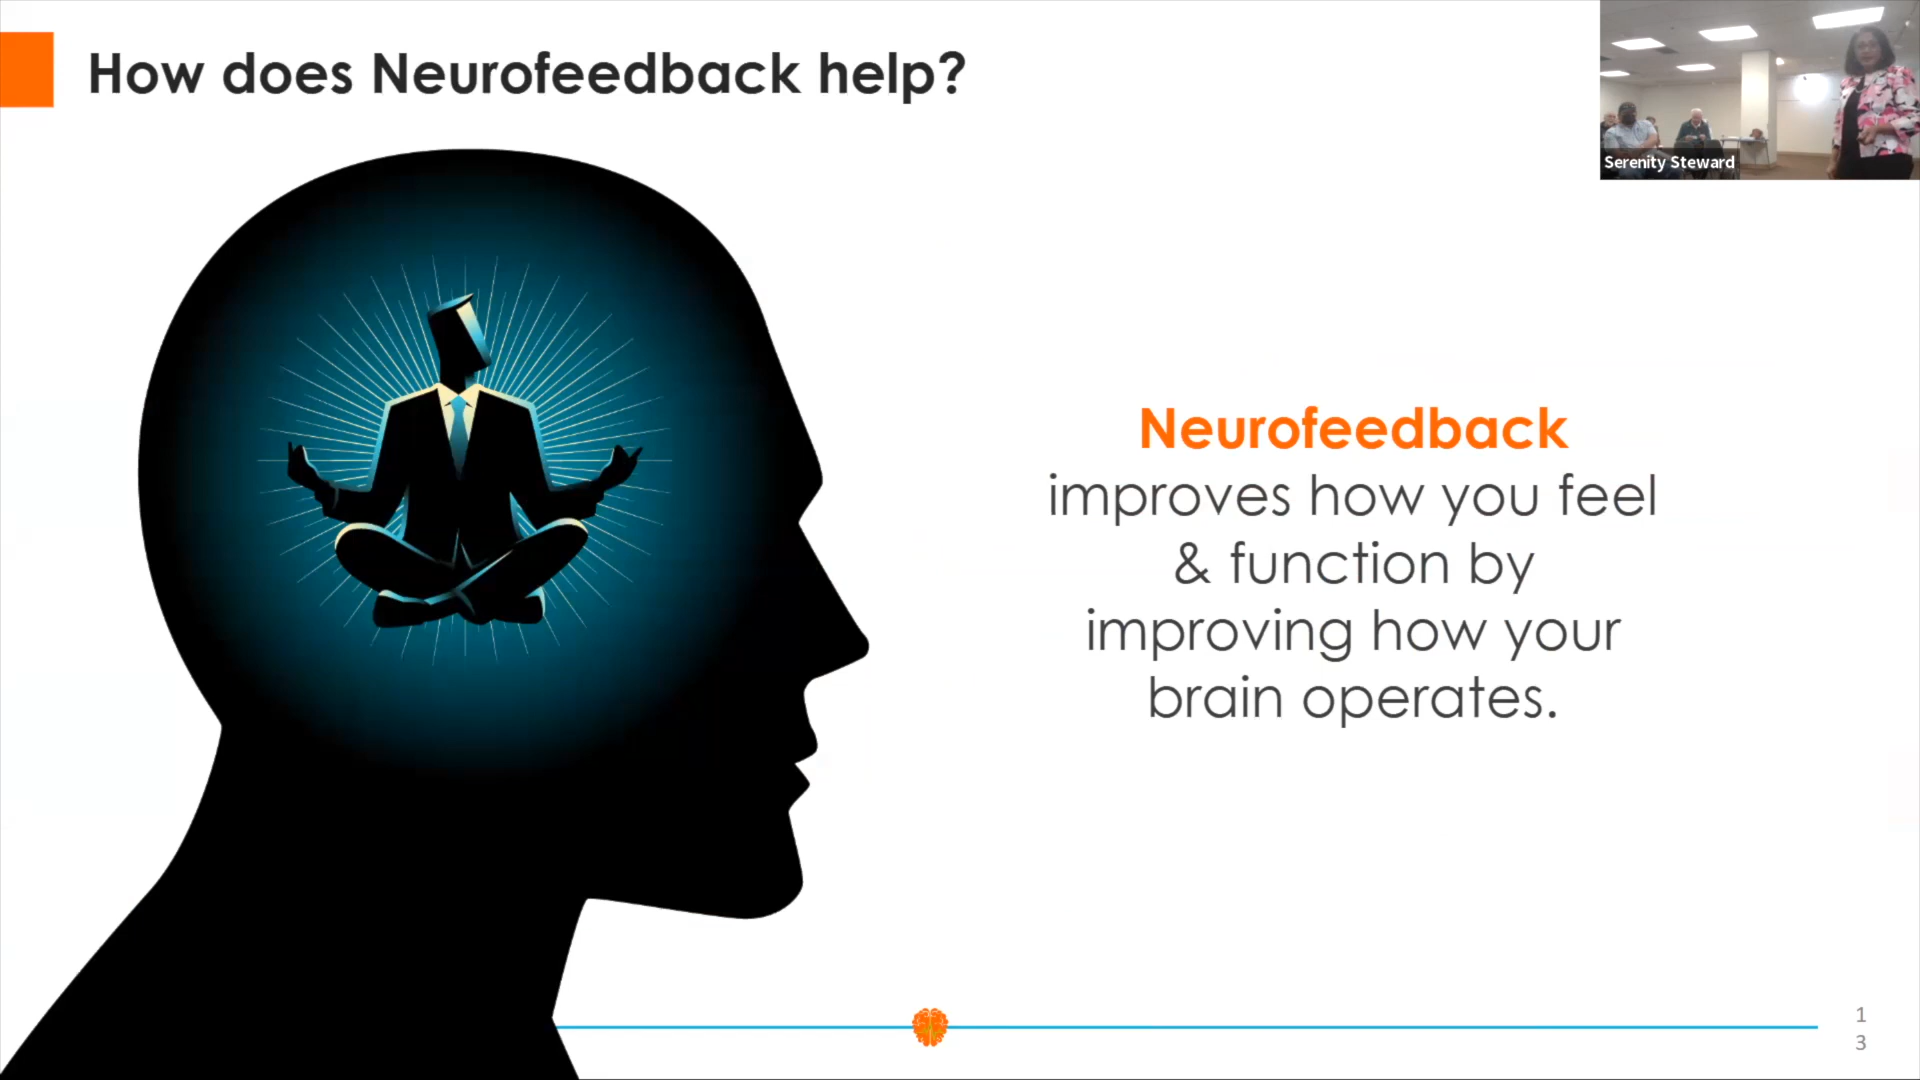 How does Neurofeedback help?
Serenity Steward
Neurofeedback
improves how you feel
& function by
improving how your
brain operates.
1
3